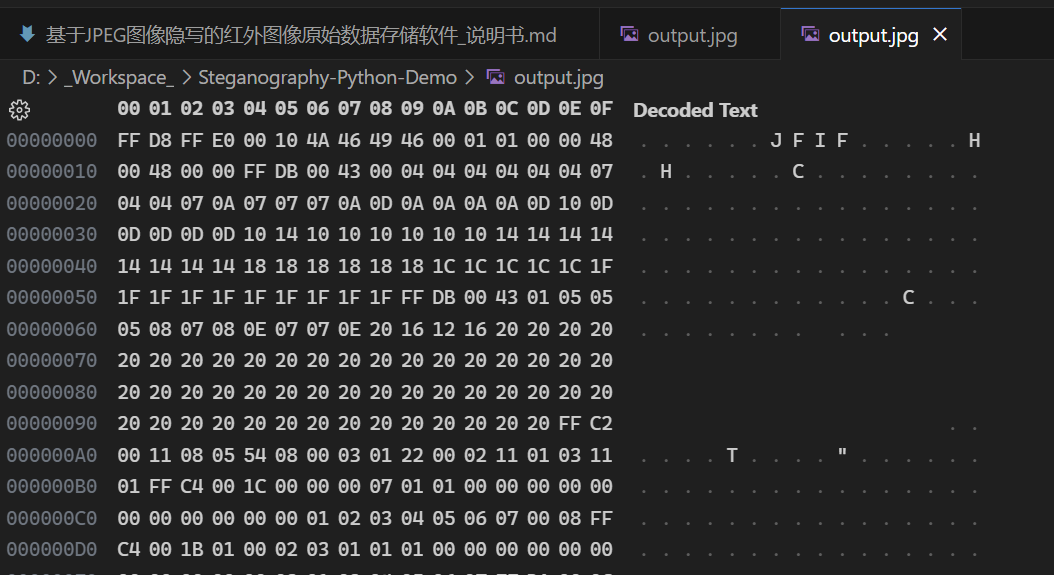 基于JPEG图像隐写的红外图像原始数据存储软件_说明书.md output.jpg output.jpg ×
D: > _Workspace_ > Steganography-Python-Demo > output.jpg
00 01 02 03 04 05 06 07 08 09 0A 0B 0C 0D 0E 0F Decoded Text
00000000 FF D8 FF E0 00 10 4A 46 49 46 00 01 01 00 00 48 . . . . . . J F I F . . . . . H
00000010 00 48 00 00 FF DB 00 43 00 04 04 04 04 04 04 07 . H . . . . . C . . . . . . . .
00000020 04 04 07 0A 07 07 07 0A 0D 0A 0A 0A 0A 0D 10 0D . . . . . . . . . . . . . . . .
00000030 0D 0D 0D 0D 10 14 10 10 10 10 10 10 14 14 14 14 . . . . . . . . . . . . . . . .
00000040 14 14 14 14 18 18 18 18 18 18 1C 1C 1C 1C 1C 1F . . . . . . . . . . . . . . . .
00000050 1F 1F 1F 1F 1F 1F 1F 1F 1F FF DB 00 43 01 05 05 . . . . . . . . . . . . C . . .
00000060 05 08 07 08 0E 07 07 0E 20 16 12 16 20 20 20 20 . . . . . . . . . . .
00000070 20 20 20 20 20 20 20 20 20 20 20 20 20 20 20 20
00000080 20 20 20 20 20 20 20 20 20 20 20 20 20 20 20 20
00000090 20 20 20 20 20 20 20 20 20 20 20 20 20 20 FF C2 . .
000000A0 00 11 08 05 54 08 00 03 01 22 00 02 11 01 03 11 . . . . T . . . . " . . . . . .
000000B0 01 FF C4 00 1C 00 00 00 07 01 01 00 00 00 00 00 . . . . . . . . . . . . . . . .
000000C0 00 00 00 00 00 00 01 02 03 04 05 06 07 00 08 FF . . . . . . . . . . . . . . . .
000000D0 C4 00 1B 01 00 02 03 01 01 01 00 00 00 00 00 00 . . . . . . . . . . . . . . . .